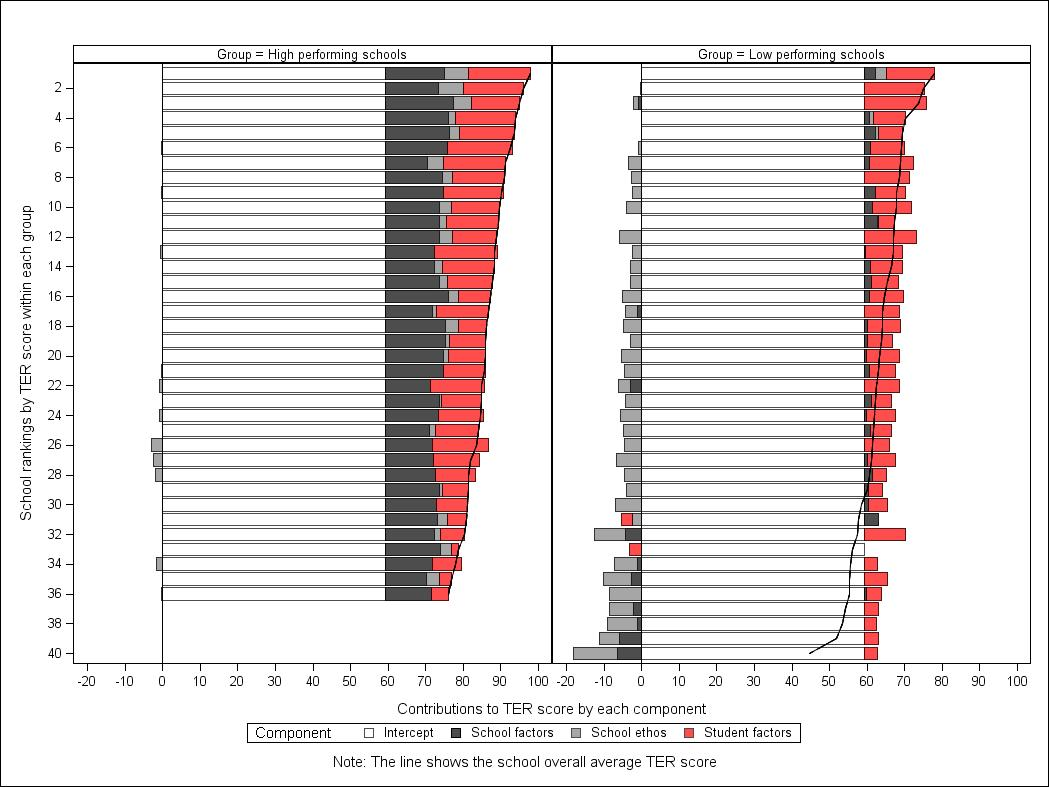 Group = High performing schools
Group = Low performing schools
School rankings by TER score within each group
2
4
6
8
10
12
14
16
18
20
22
24
26
28
30
32
34
36
38
40
-20 -10 0 10 20 30 40 50 60 70 80 90 100
-20 -10 0 10 20 30 40 50 60 70 80 90 100
Contributions to TER score by each component
Component Intercept School factors School ethos Student factors
Note: The line shows the school overall average TER score